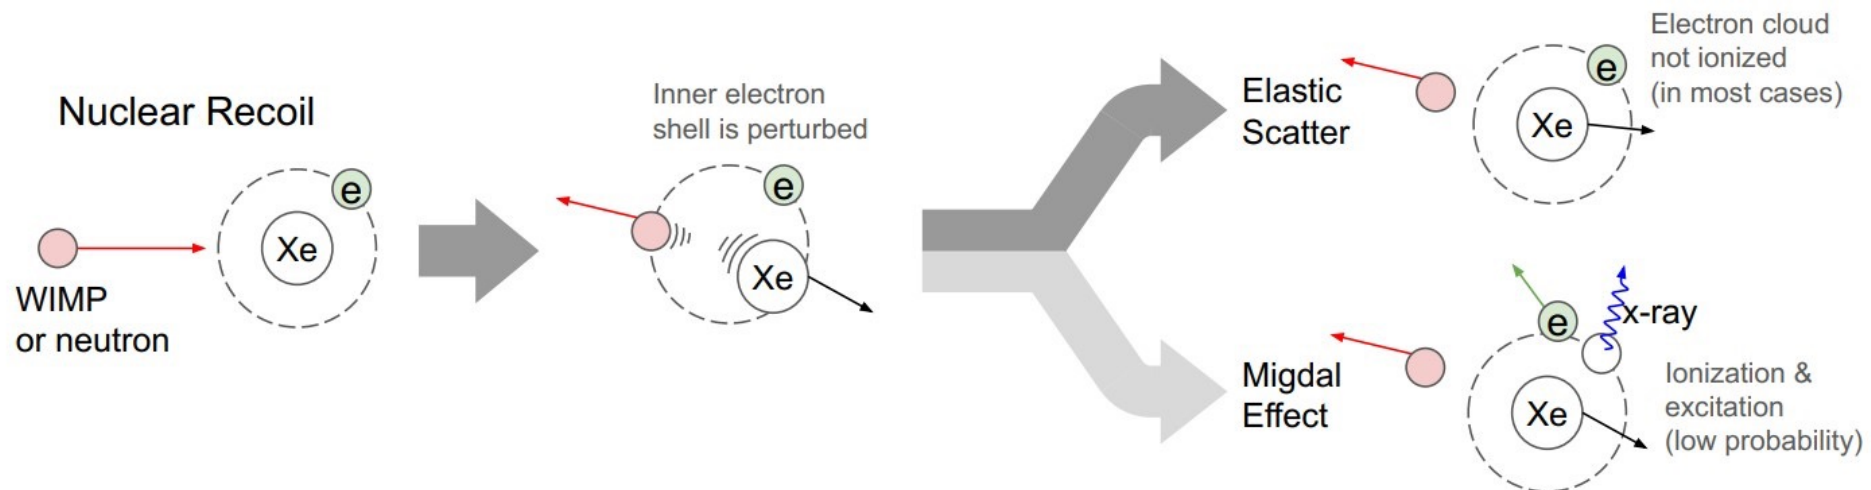 Nuclear Recoil
e
Xe
WIMP
or neutron
Inner electron
shell is perturbed
e
Xe
Elastic
Scatter
e
Xe
Electron cloud
not ionized
(in most cases)
Migdal
Effect
e
x-ray
Xe
Ionization &
excitation
(low probability)